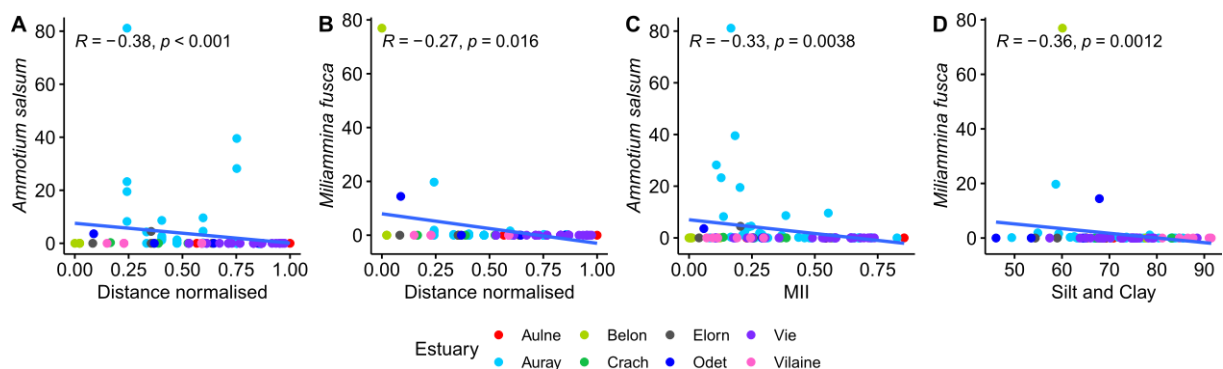 A
R = −0.38, p < 0.001
Ammotium salsum
80
60
40
20
0
0.00 0.25 0.50 0.75 1.00
Distance normalised
B
R = −0.27, p = 0.016
Miliammina fusca
80
60
40
20
0
0.00 0.25 0.50 0.75 1.00
Distance normalised
C
R = −0.33, p = 0.0038
Ammotium salsum
80
60
40
20
0
0.00 0.25 0.50 0.75
MII
D
R = −0.36, p = 0.0012
Miliammina fusca
80
60
40
20
0
50 60 70 80 90
Silt and Clay
Estuary
Aulne Belon Elorn Vie
Auray Crach Odet Vilaine